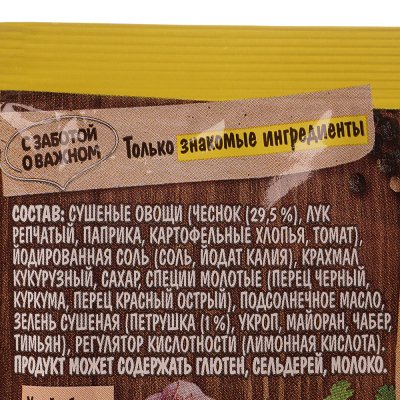 С ЗАБОТОЙ
О ВАЖНОМ
Только знакомые ингредиенты
СОСТАВ: СУШЕНЫЕ ОВОЩИ (ЧЕСНОК (29,5%), ЛУК
РЕПЧАТЫЙ, ПАПРИКА, КАРТОФЕЛЬНЫЕ ХЛОПЬЯ, ТОМАТ),
ЙОДИРОВАННАЯ СОЛЬ (СОЛЬ, ЙОДАТ КАЛИЯ), КРАХМАЛ
КУКУРУЗНЫЙ, САХАР, СПЕЦИИ МОЛОТЫЕ (ПЕРЕЦ ЧЕРНЫЙ,
КУРКУМА, ПЕРЕЦ КРАСНЫЙ ОСТРЫЙ), ПОДСОЛНЕЧНОЕ МАСЛО,
ЗЕЛЕНЬ СУШЕНАЯ (ПЕТРУШКА (1%), УКРОП, МАЙОРАН, ЧАБЕР,
ТИМЬЯН), РЕГУЛЯТОР КИСЛОТНОСТИ (ЛИМОННАЯ КИСЛОТА).
ПРОДУКТ МОЖЕТ СОДЕРЖАТЬ ГЛЮТЕН, СЕЛЬДЕРЕЙ, МОЛОКО.